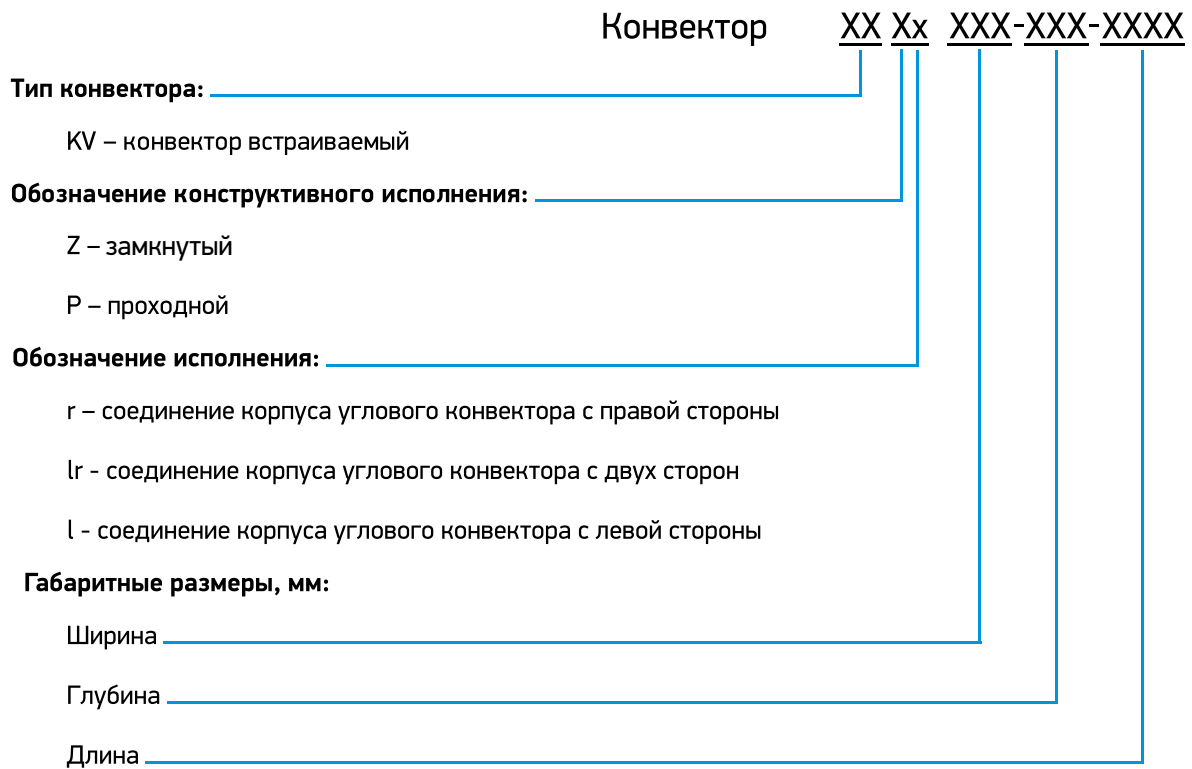 Конвектор XX Xx XXX-XXX-XXXX
Тип конвектора:
KV – конвектор встраиваемый
Обозначение конструктивного исполнения:
Z – замкнутый
P – проходной
Обозначение исполнения:
r – соединение корпуса углового конвектора с правой стороны
lr - соединение корпуса углового конвектора с двух сторон
l - соединение корпуса углового конвектора с левой стороны
Габаритные размеры, мм:
Ширина
Глубина
Длина